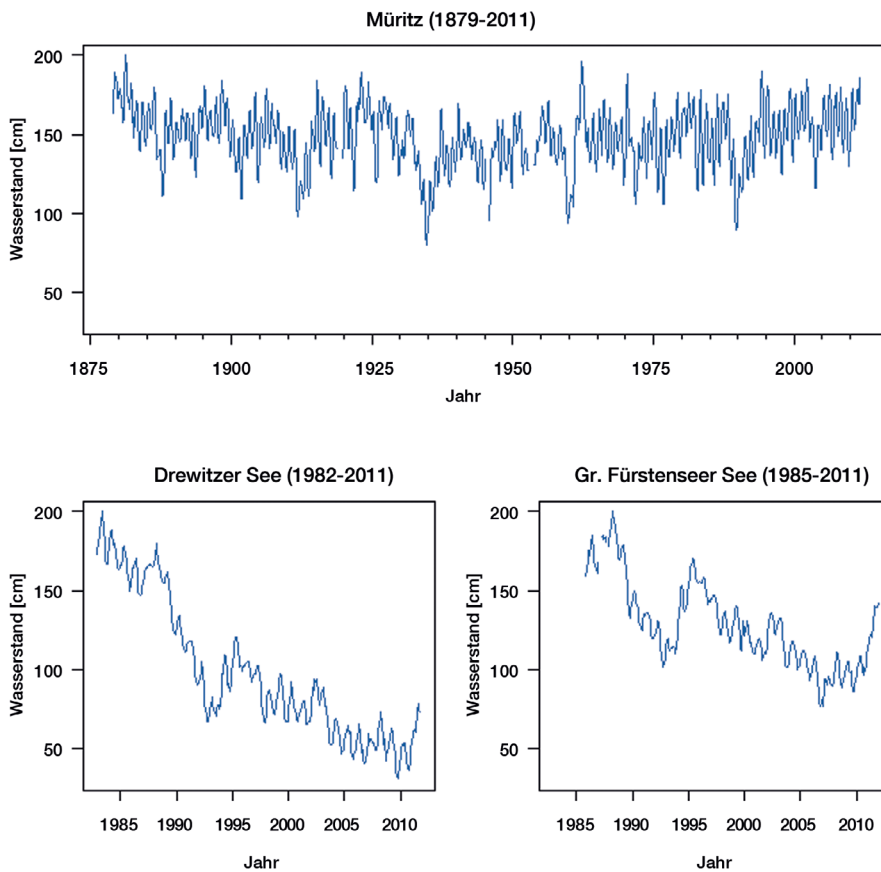 Müritz (1879-2011)
Wasserstand [cm]
200
150
100
50
1875 1900 1925 1950 1975 2000
Jahr
Drewitzer See (1982-2011)
Wasserstand [cm]
200
150
100
50
1985 1990 1995 2000 2005 2010
Jahr
Gr. Fürstenseer See (1985-2011)
Wasserstand [cm]
200
150
100
50
1985 1990 1995 2000 2005 2010
Jahr